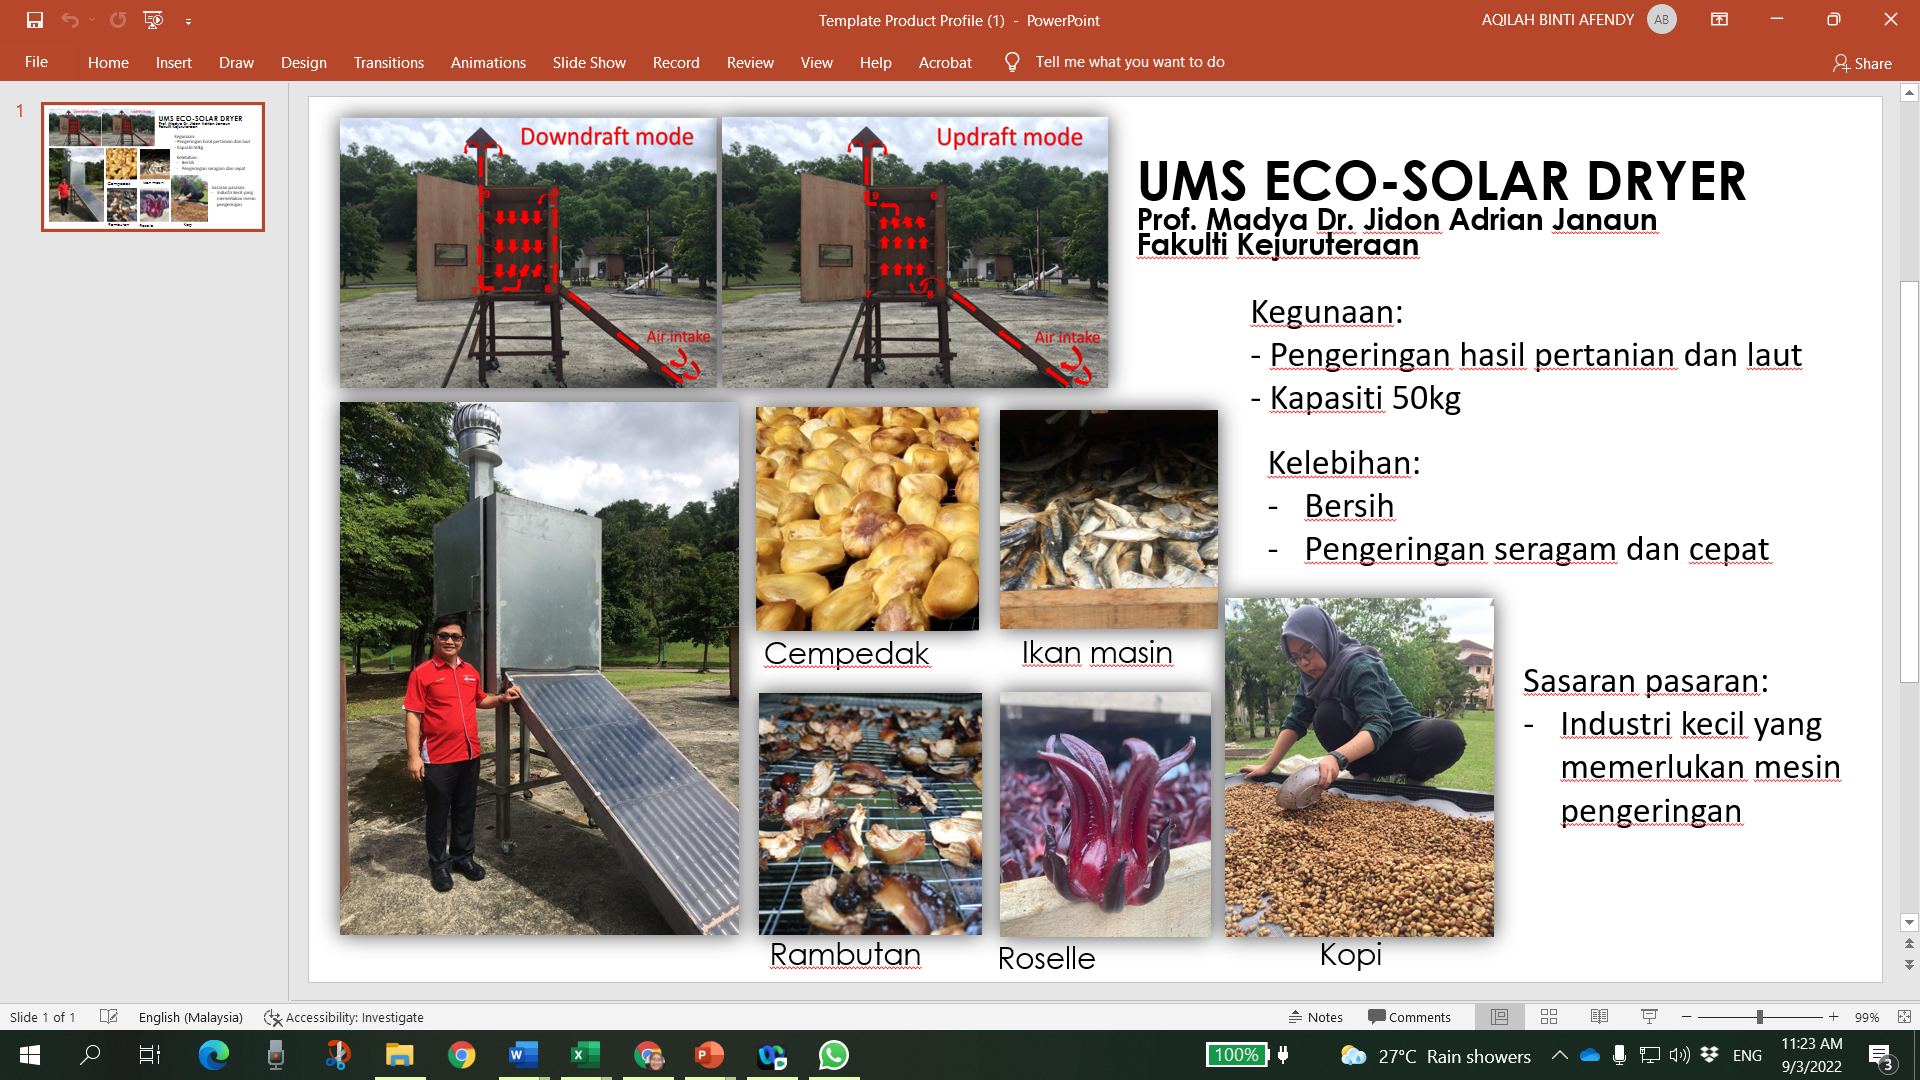 Template Product Profile (1) - PowerPoint
AQILAH BINTI AFENDY
AB
File
Home
Insert
Draw
Design
Transitions
Animations
Slide Show
Record
Review
View
Help
Acrobat
Tell me what you want to do
Share
1
Downdraft mode
Air intake
Updraft mode
Air Intake
UMS ECO-SOLAR DRYER
Prof. Madya Dr. Jidon Adrian Janaun
Fakulti Kejuruteraan
Kegunaan:
- Pengeringan hasil pertanian dan laut
- Kapasiti 50kg
Kelebihan:
- Bersih
- Pengeringan seragam dan cepat
Cempedak
Ikan masin
Sasaran pasaran:
- Industri kecil yang
memerlukan mesin
pengeringan
Rambutan
Roselle
Kopi
Slide 1 of 1
English (Malaysia)
Accessibility: Investigate
Notes
Comments
99%
100%
27°C Rain showers
ENG
11:23 AM
9/3/2022
3